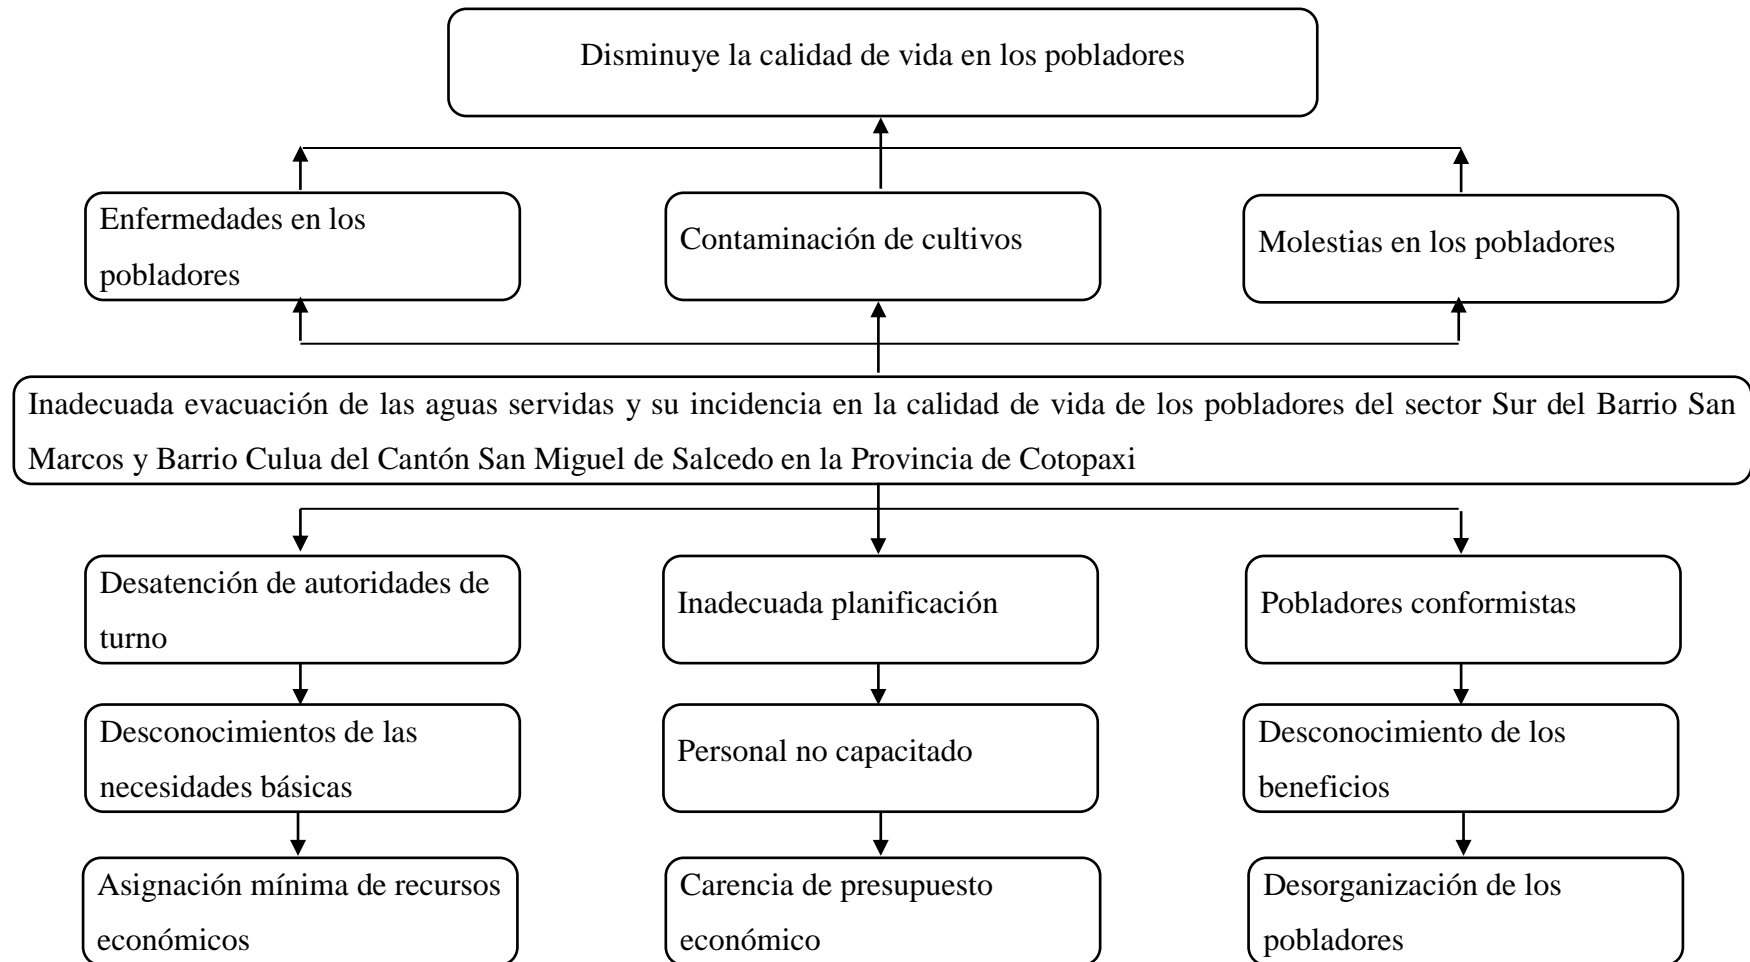 Disminuye la calidad de vida en los pobladores
Enfermedades en los
pobladores
Contaminación de cultivos
Molestias en los pobladores
Inadecuada evacuación de las aguas servidas y su incidencia en la calidad de vida de los pobladores del sector Sur del Barrio San
Marcos y Barrio Culua del Cantón San Miguel de Salcedo en la Provincia de Cotopaxi
Desatención de autoridades de
turno
Inadecuada planificación
Pobladores conformistas
Desconocimientos de las
necesidades básicas
Personal no capacitado
Desconocimiento de los
beneficios
Asignación mínima de recursos
económicos
Carencia de presupuesto
económico
Desorganización de los
pobladores